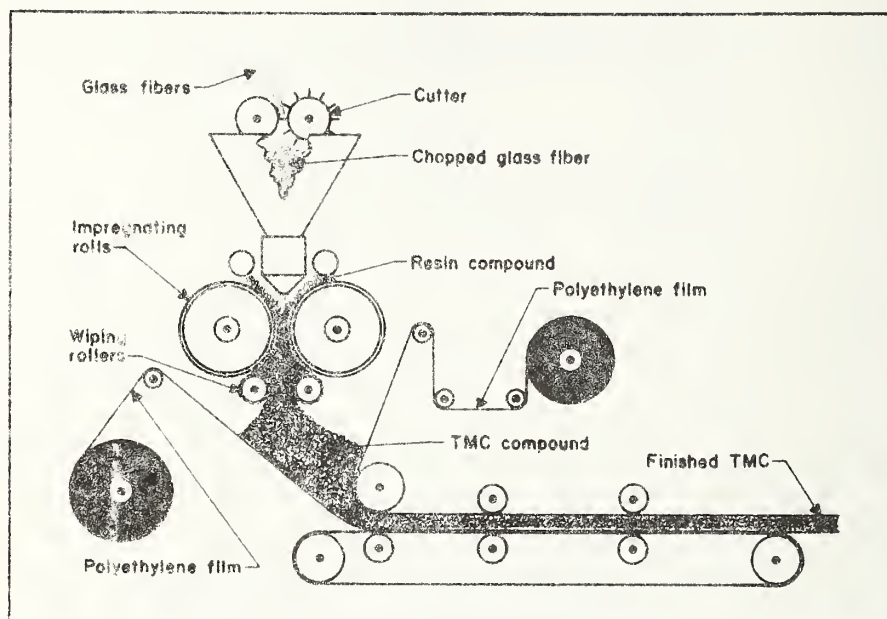 Glass fibers
Cutter
Chopped glass fiber
Impregnating
rolls
Resin compound
Polyethylene film
Wiping
rollers
TMC compound
Finished TMC
Polyethylene film